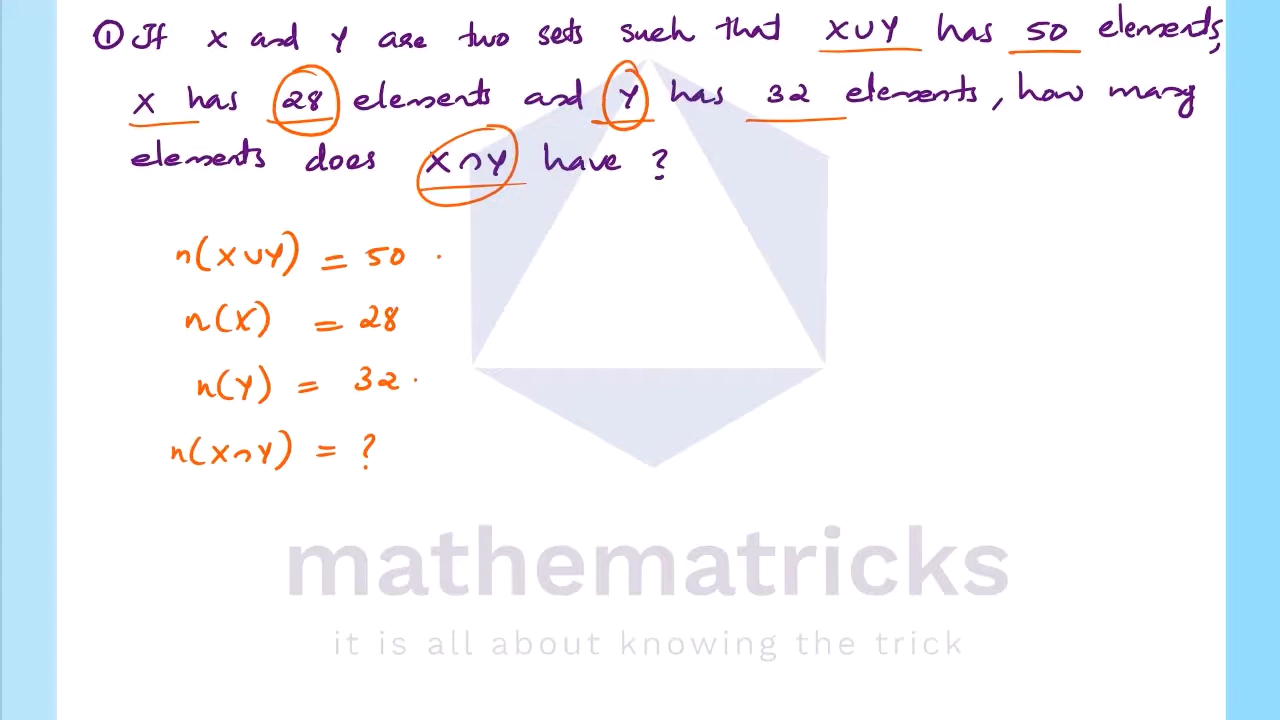 ① If X and Y are two sets such that X∪Y has 50 elements,
X has 28 elements and Y has 32 elements, how many
elements does X∩Y have ?
n(X∪Y) = 50 .
n(X) = 28
n(Y) = 32 .
n(X∩Y) = ?
mathematricks
it is all about knowing the trick